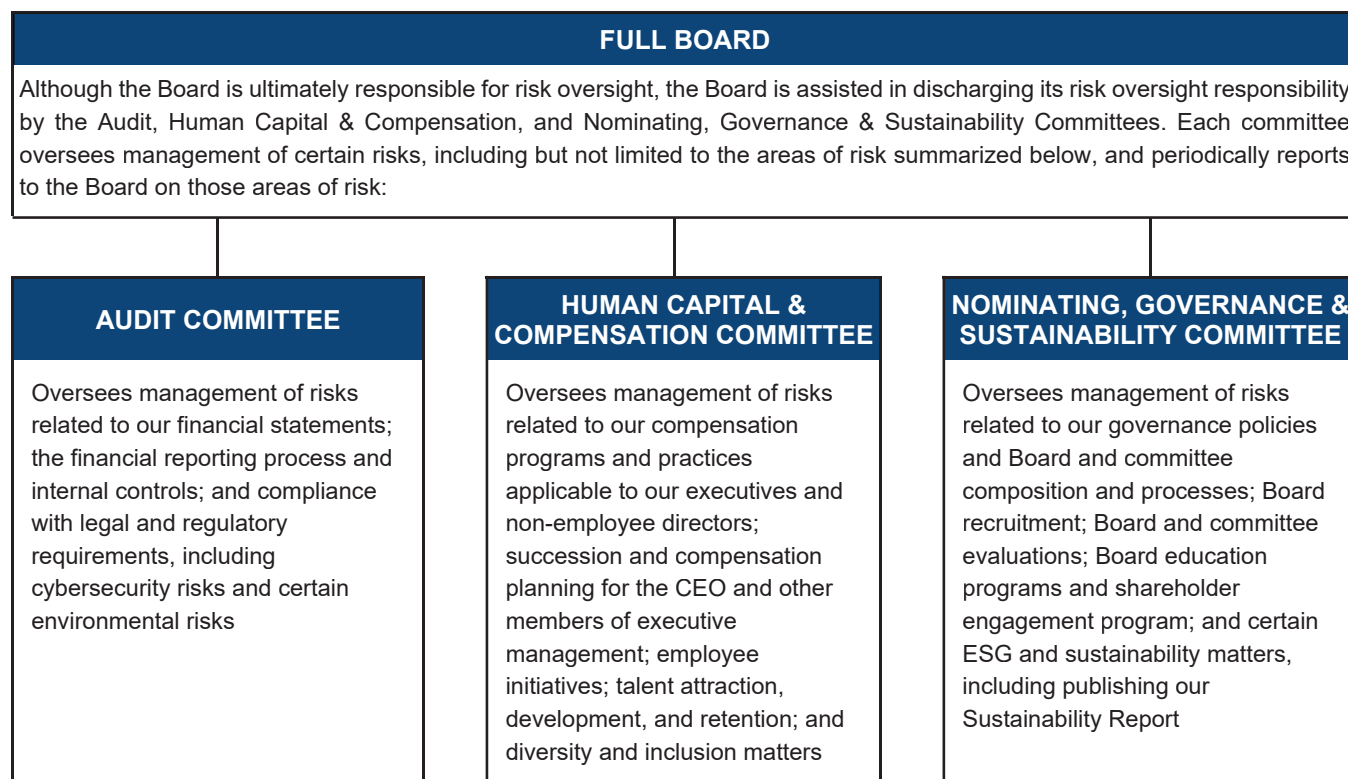 FULL BOARD
Although the Board is ultimately responsible for risk oversight, the Board is assisted in discharging its risk oversight responsibility
by the Audit, Human Capital & Compensation, and Nominating, Governance & Sustainability Committees. Each committee
oversees management of certain risks, including but not limited to the areas of risk summarized below, and periodically reports
to the Board on those areas of risk:
AUDIT COMMITTEE
Oversees management of risks
related to our financial statements;
the financial reporting process and
internal controls; and compliance
with legal and regulatory
requirements, including
cybersecurity risks and certain
environmental risks
HUMAN CAPITAL &
COMPENSATION COMMITTEE
Oversees management of risks
related to our compensation
programs and practices
applicable to our executives and
non-employee directors;
succession and compensation
planning for the CEO and other
members of executive
management; employee
initiatives; talent attraction,
development, and retention; and
diversity and inclusion matters
NOMINATING, GOVERNANCE &
SUSTAINABILITY COMMITTEE
Oversees management of risks
related to our governance policies
and Board and committee
composition and processes; Board
recruitment; Board and committee
evaluations; Board education
programs and shareholder
engagement program; and certain
ESG and sustainability matters,
including publishing our
Sustainability Report